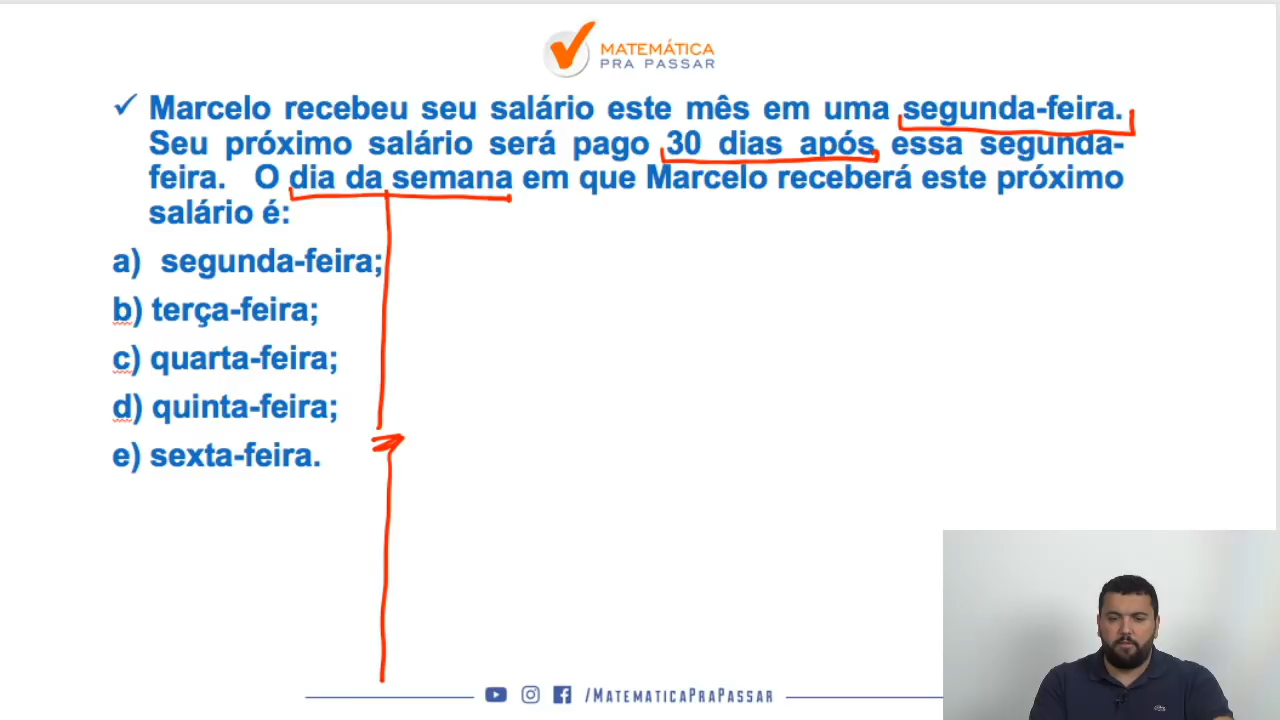 MATEMÁTICA
PRA PASSAR
✓ Marcelo recebeu seu salário este mês em uma segunda-feira.
Seu próximo salário será pago 30 dias após essa segunda-
feira. O dia da semana em que Marcelo receberá este próximo
salário é:
a) segunda-feira;
b) terça-feira;
c) quarta-feira;
d) quinta-feira;
e) sexta-feira.
/MATEMATICAPRAPASSAR